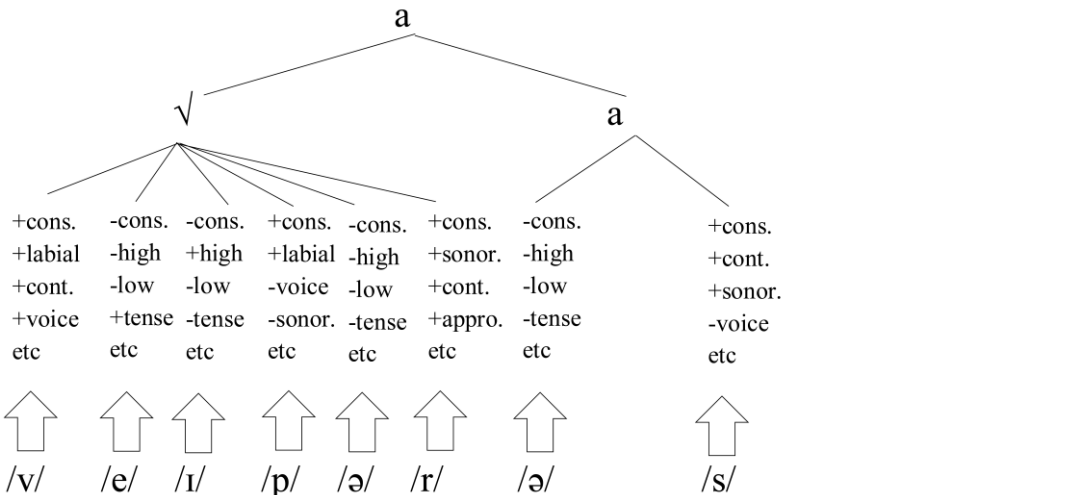 a
√ a
+cons. -cons. -cons. +cons. -cons. +cons. -cons. +cons.
+labial -high +high +labial -high +sonor. -high +cont.
+cont. -low -low -voice -low +cont. -low +sonor.
+voice +tense -tense -sonor. -tense +appro. -tense -voice
etc etc etc etc etc etc etc etc
/v/ /e/ /ɪ/ /p/ /ə/ /r/ /ə/ /s/